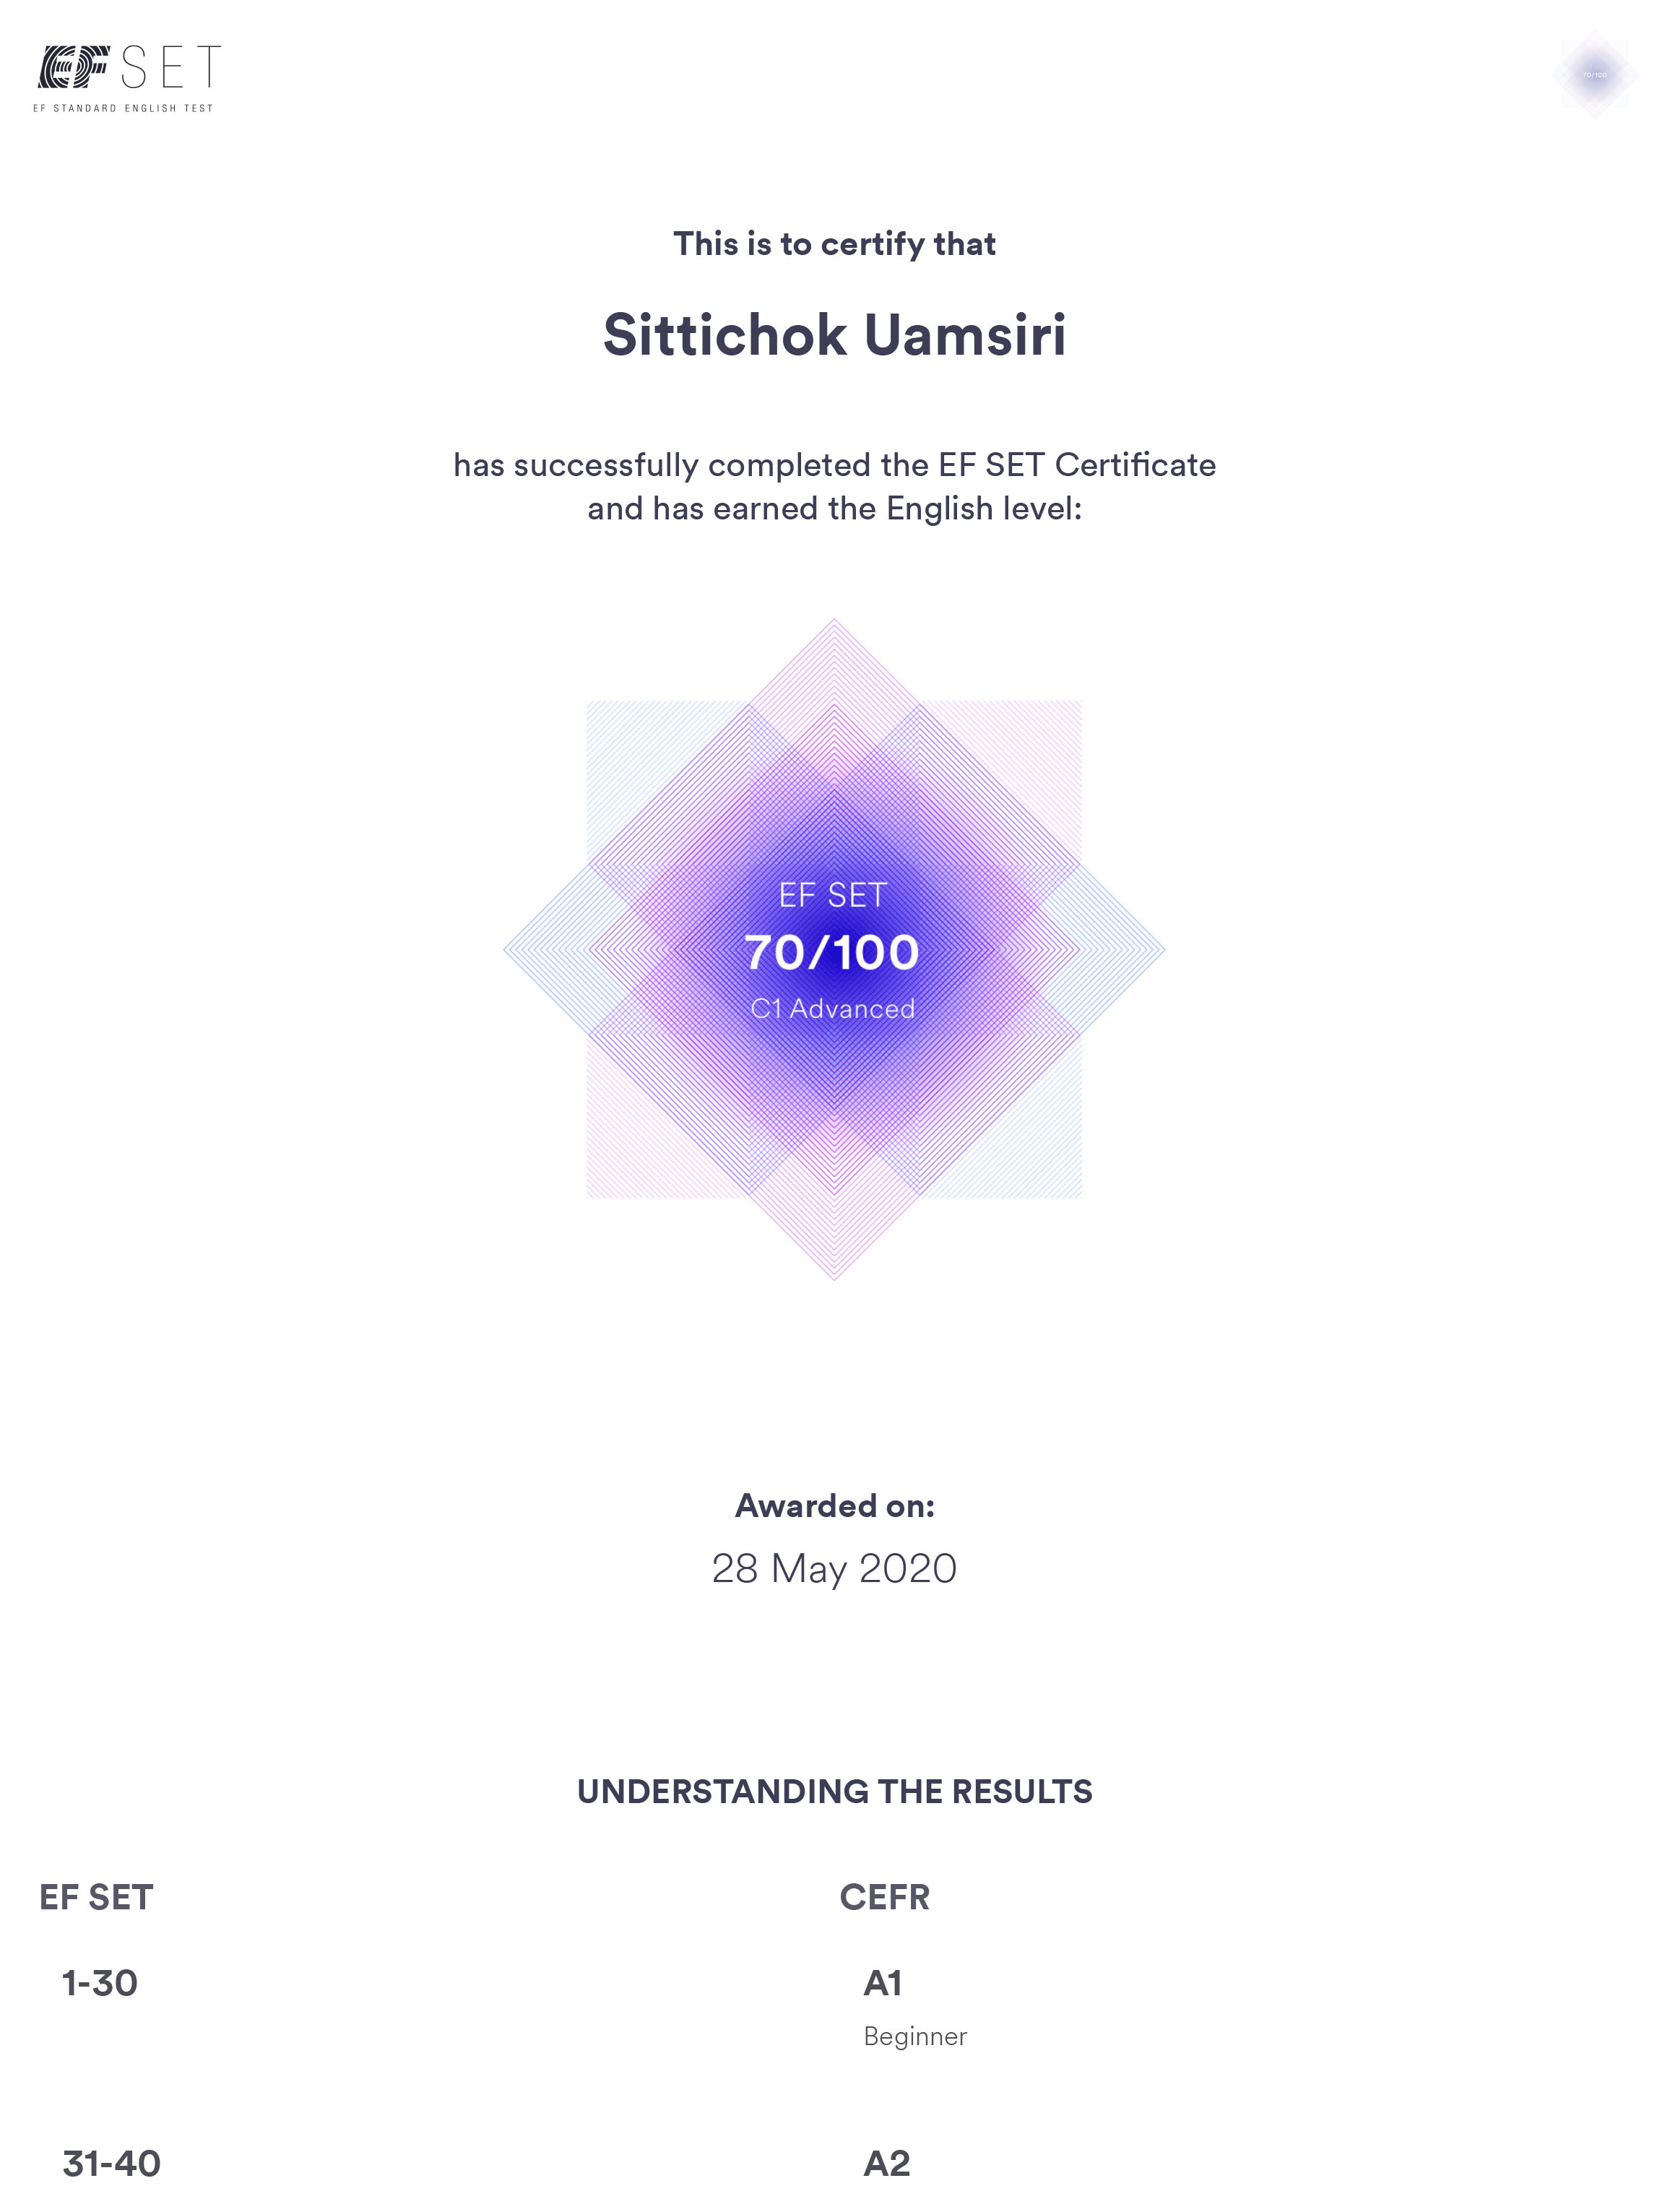 EF SET
EF STANDARD ENGLISH TEST
70/100
This is to certify that
Sittichok Uamsiri
has successfully completed the EF SET Certificate
and has earned the English level:
EF SET
70/100
C1 Advanced
Awarded on:
28 May 2020
UNDERSTANDING THE RESULTS
EF SET CEFR
1-30 A1
Beginner
31-40 A2